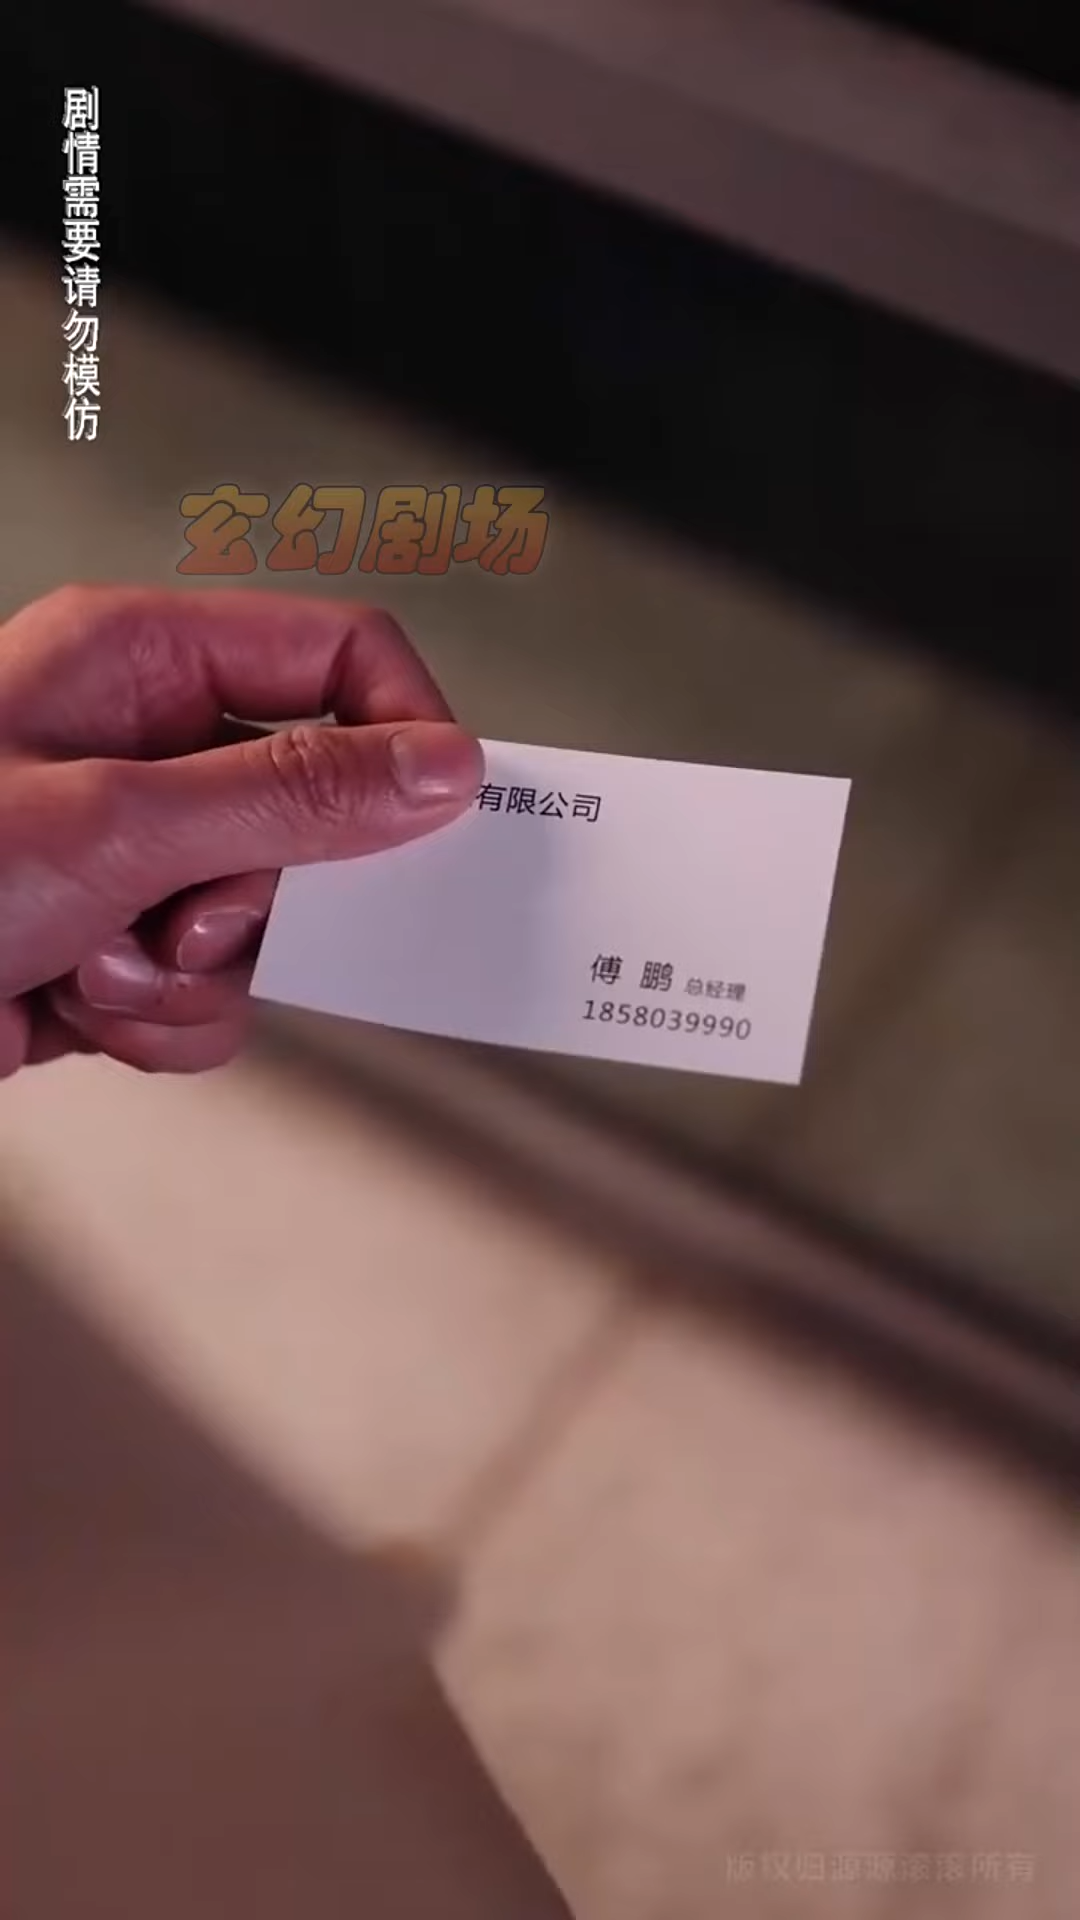 剧情需要请勿模仿
玄幻剧场
有限公司
傅 鹏 总经理
1858039990
版权归源源滚滚所有